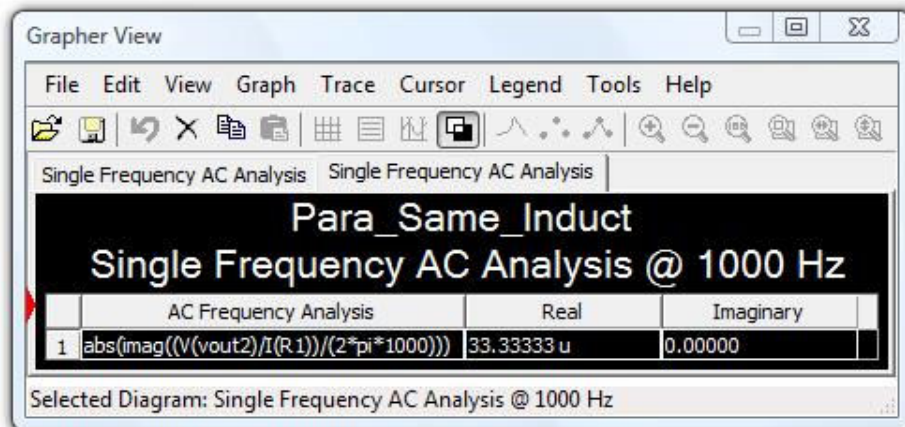 Grapher View
File Edit View Graph Trace Cursor Legend Tools Help
Single Frequency AC Analysis Single Frequency AC Analysis
Para_Same_Induct
Single Frequency AC Analysis @ 1000 Hz
AC Frequency Analysis Real Imaginary
1 abs(imag((V(vout2)/I(R1))/(2*pi*1000))) 33.33333 u 0.00000
Selected Diagram: Single Frequency AC Analysis @ 1000 Hz